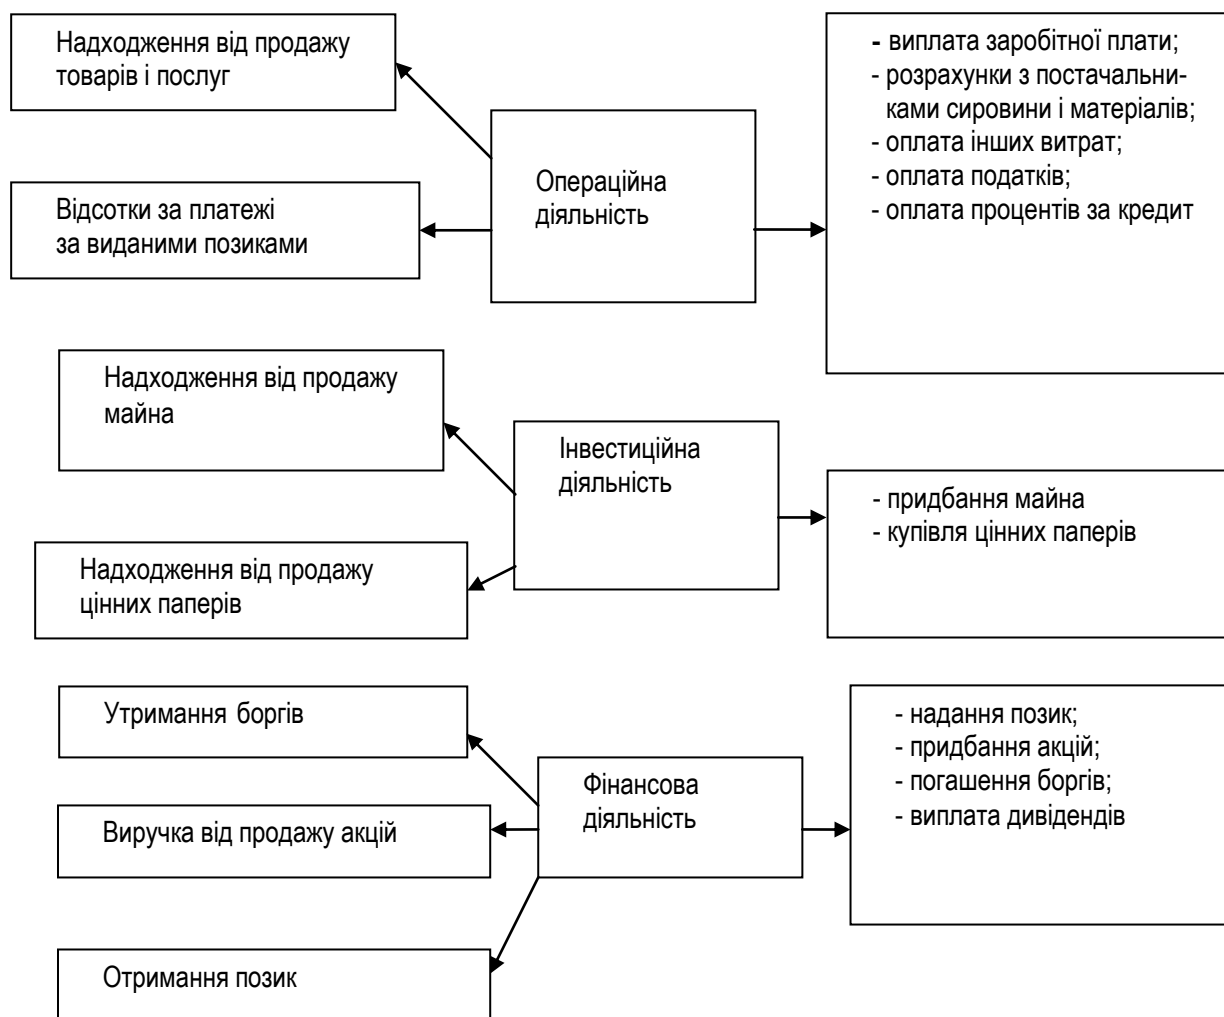 Надходження від продажу
товарів і послуг
Відсотки за платежі
за виданими позиками
Операційна
діяльність
- виплата заробітної плати;
- розрахунки з постачальни-
ками сировини і матеріалів;
- оплата інших витрат;
- оплата податків;
- оплата процентів за кредит
Надходження від продажу
майна
Надходження від продажу
цінних паперів
Інвестиційна
діяльність
- придбання майна
- купівля цінних паперів
Утримання боргів
Виручка від продажу акцій
Отримання позик
Фінансова
діяльність
- надання позик;
- придбання акцій;
- погашення боргів;
- виплата дивідендів